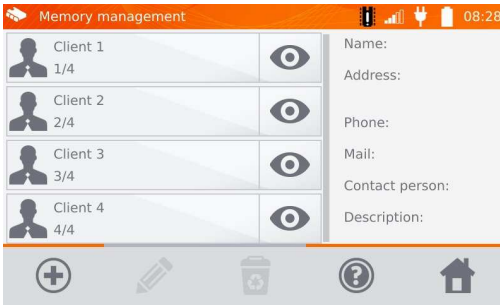 Memory management
08:28
Client 1
1/4
Client 2
2/4
Client 3
3/4
Client 4
4/4
Name:
Address:
Phone:
Mail:
Contact person:
Description: